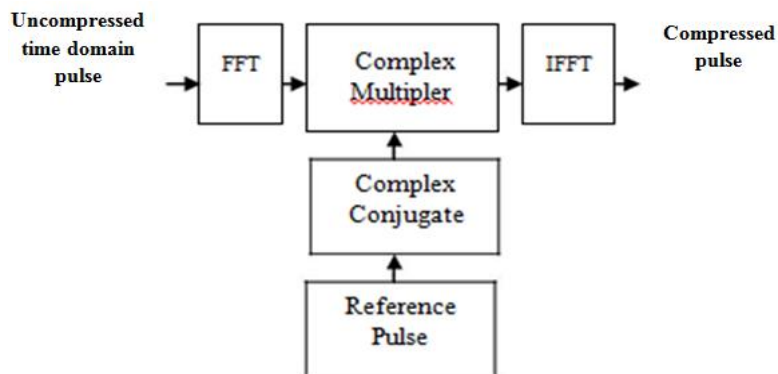 Uncompressed
time domain
pulse
FFT
Complex
Multipler
IFFT
Compressed
pulse
Complex
Conjugate
Reference
Pulse